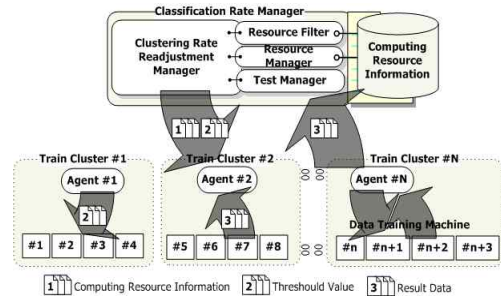 Classification Rate Manager
Clustering Rate
Readjustment
Manager
Resource Filter
Resource
Manager
Test Manager
Computing
Resource
Information
1
2
3
Train Cluster #1
Train Cluster #2
Train Cluster #N
Agent #1
Agent #2
Agent #N
2
3
Data Training Machine
#1 #2 #3 #4
#5 #6 #7 #8
#n #n+1 #n+2 #n+3
1 Computing Resource Information 2 Threshould Value 3 Result Data